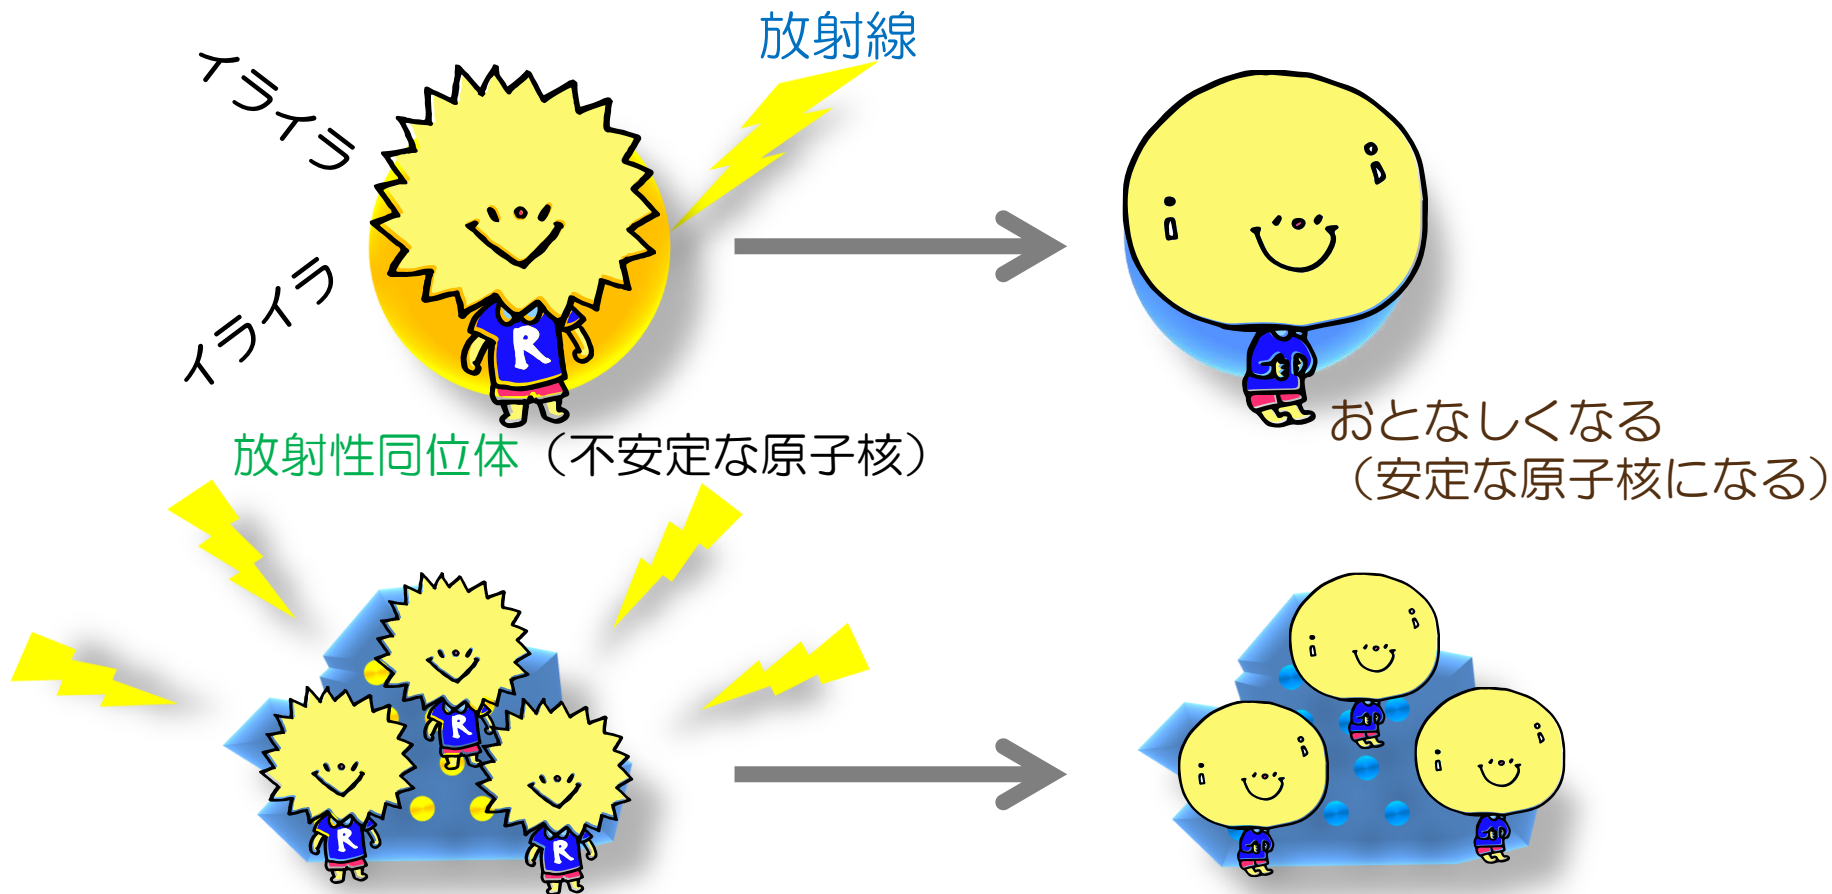 放射線
イライラ
イライラ
R
放射性同位体（不安定な原子核）
おとなしくなる
（安定な原子核になる）
R
R
R